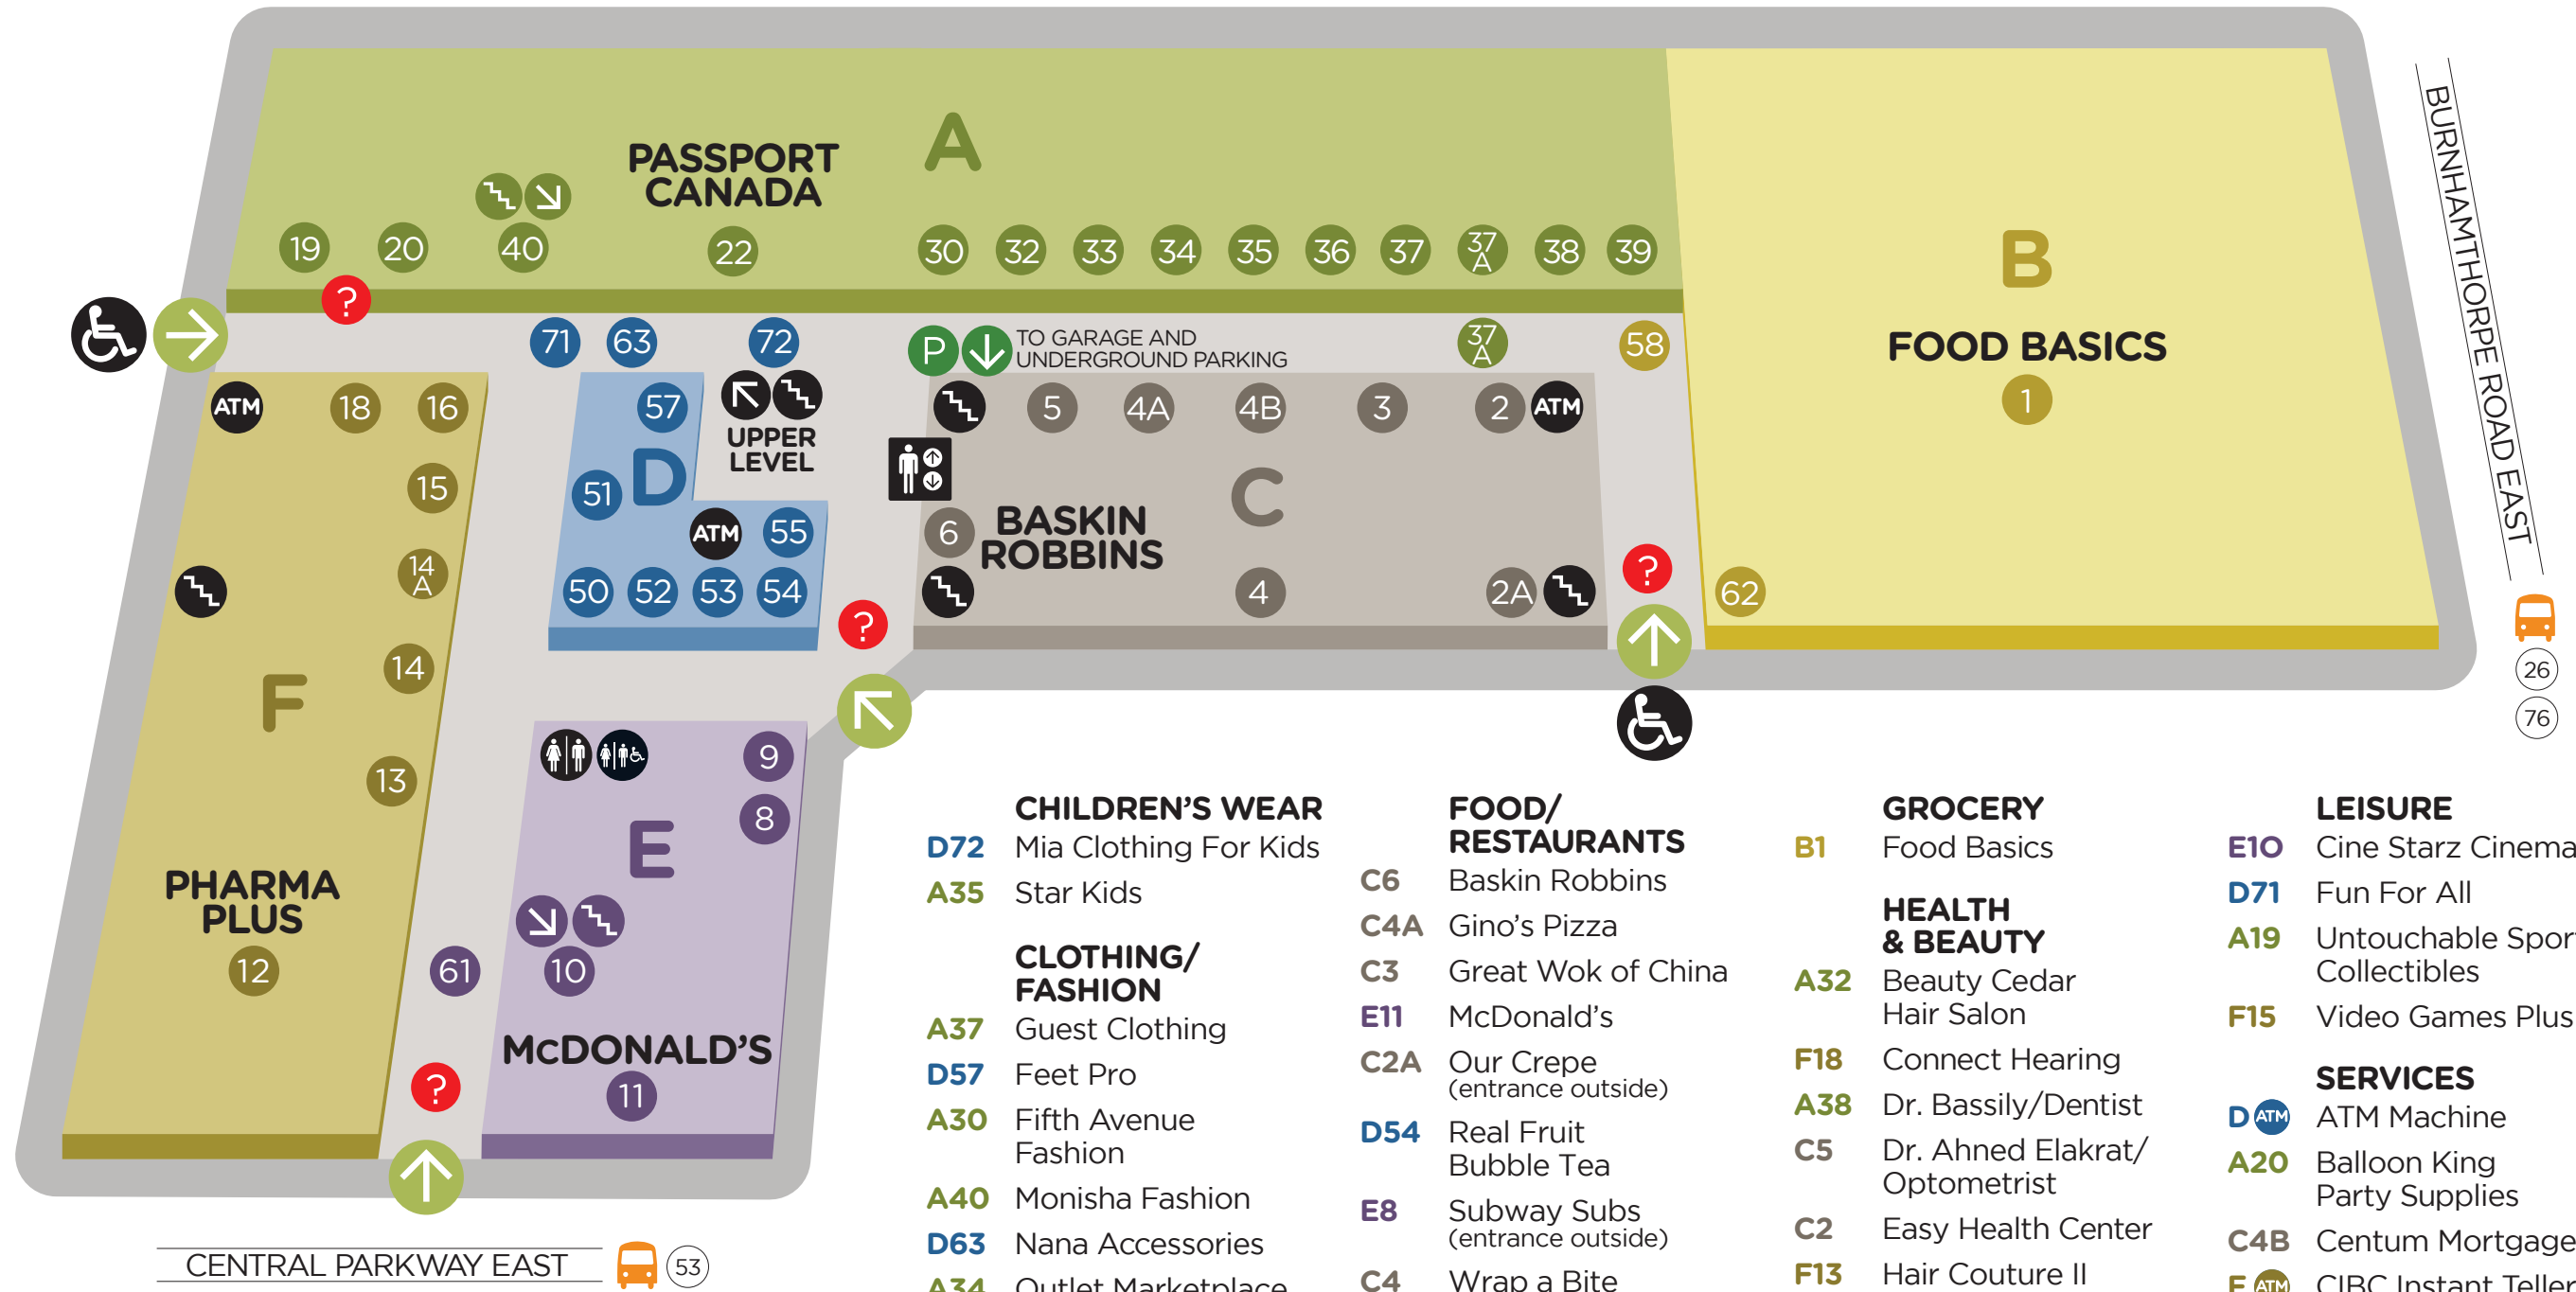 A
PASSPORT
CANADA
19
20
40
22
30
32
33
34
35
36
37
37
A
38
39
?
B
FOOD BASICS
1
BURNHAMTHORPE ROAD EAST
26
76
71
63
72
P
TO GARAGE AND
UNDERGROUND PARKING
37
A
58
ATM
18
16
15
14
A
14
13
F
PHARMA
PLUS
12
57
D
51
UPPER
LEVEL
ATM
55
50
52
53
54
?
5
4A
4B
3
2
ATM
C
6
BASKIN
ROBBINS
4
2A
?
62
9
8
E
10
61
McDONALD'S
11
?
CENTRAL PARKWAY EAST
53
CHILDREN'S WEAR
D72 Mia Clothing For Kids
A35 Star Kids
CLOTHING/
FASHION
A37 Guest Clothing
D57 Feet Pro
A30 Fifth Avenue
Fashion
A40 Monisha Fashion
D63 Nana Accessories
A34 Outlet Marketplace
FOOD/
RESTAURANTS
C6 Baskin Robbins
C4A Gino's Pizza
C3 Great Wok of China
E11 McDonald's
C2A Our Crepe
(entrance outside)
D54 Real Fruit
Bubble Tea
E8 Subway Subs
(entrance outside)
C4 Wrap a Bite
GROCERY
B1 Food Basics
HEALTH
& BEAUTY
A32 Beauty Cedar
Hair Salon
F18 Connect Hearing
A38 Dr. Bassily/Dentist
C5 Dr. Ahned Elakrat/
Optometrist
C2 Easy Health Center
F13 Hair Couture II
LEISURE
E10 Cine Starz Cinema
D71 Fun For All
A19 Untouchable Spor
Collectibles
F15 Video Games Plus
SERVICES
D ATM ATM Machine
A20 Balloon King
Party Supplies
C4B Centum Mortgage
F ATM CIBC Instant Teller